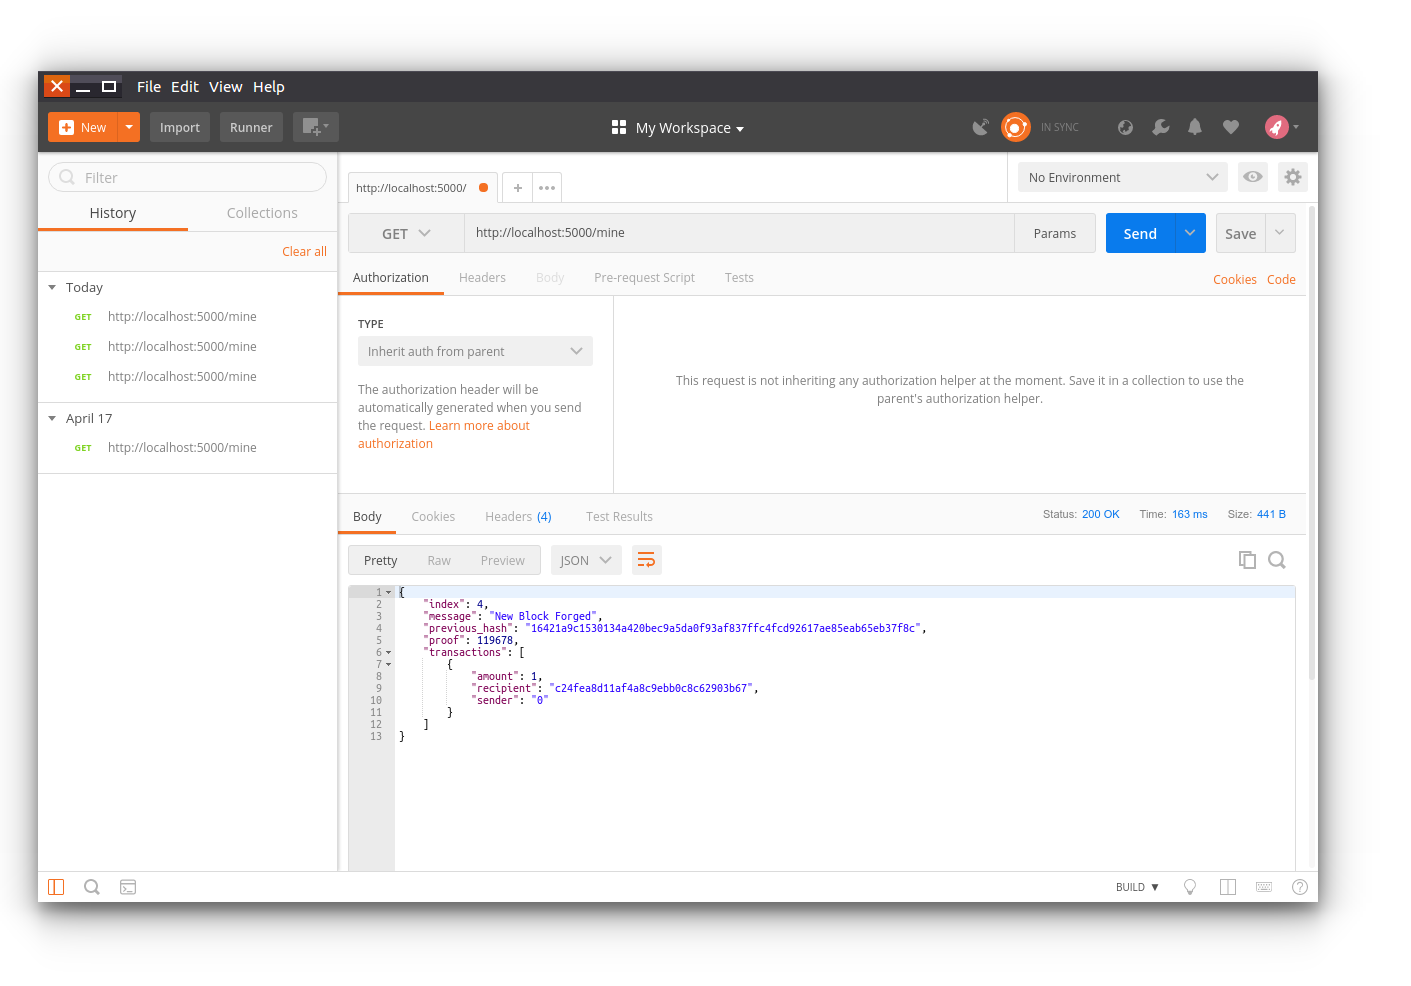 File Edit View Help
New Import Runner My Workspace IN SYNC
Filter
History Collections
Clear all
Today
GET http://localhost:5000/mine
GET http://localhost:5000/mine
GET http://localhost:5000/mine
April 17
GET http://localhost:5000/mine
http://localhost:5000/ + •••
No Environment
GET http://localhost:5000/mine Params Send Save
Authorization Headers Body Pre-request Script Tests Cookies Code
TYPE
Inherit auth from parent
The authorization header will be
automatically generated when you send
the request. Learn more about
authorization
This request is not inheriting any authorization helper at the moment. Save it in a collection to use the
parent's authorization helper.
Body Cookies Headers (4) Test Results Status: 200 OK Time: 163 ms Size: 441 B
Pretty Raw Preview JSON
1 {
2 "index": 4,
3 "message": "New Block Forged",
4 "previous_hash": "16421a9c1530134a420bec9a5da0f93af837ffc4fcd92617ae85eab65eb37f8c",
5 "proof": 119678,
6 "transactions": [
7 {
8 "amount": 1,
9 "recipient": "c24fea8d11af4a8c9ebb0c8c62903b67",
10 "sender": "0"
11 }
12 ]
13 }
BUILD ▼